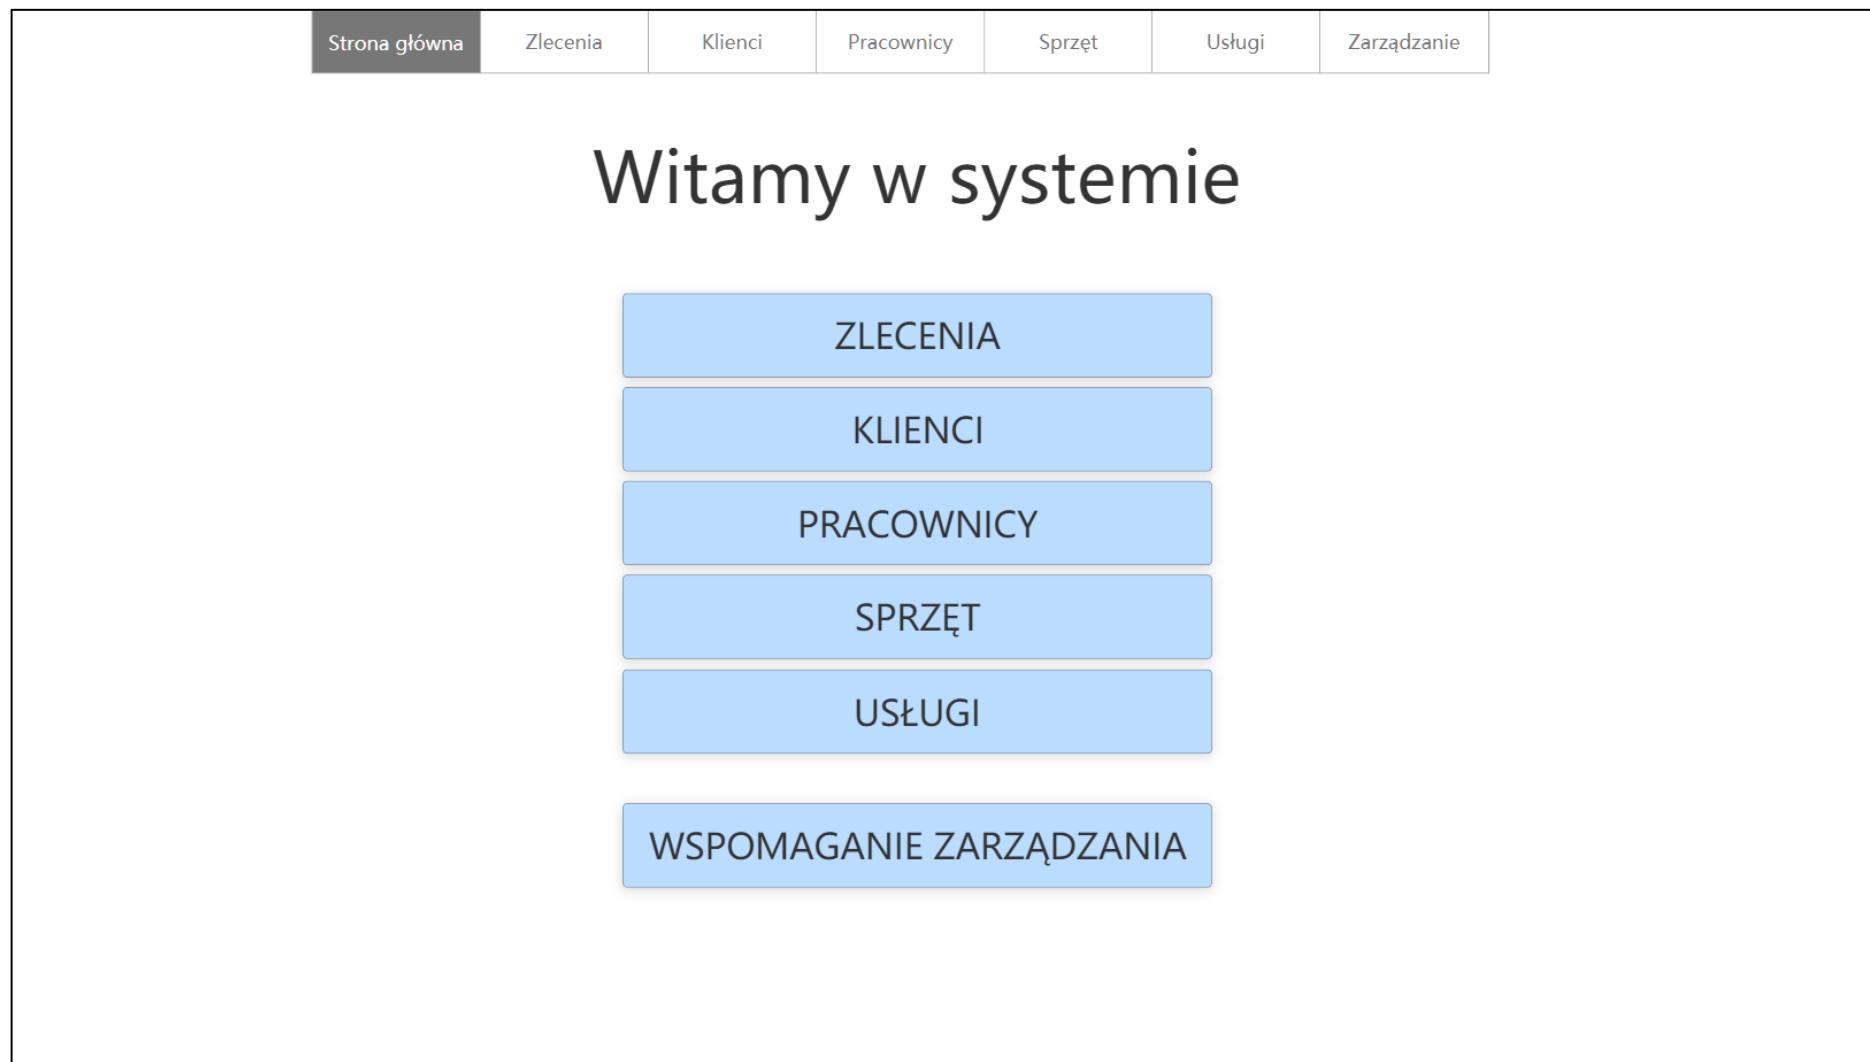 Strona główna Zlecenia Klienci Pracownicy Sprzęt Usługi Zarządzanie
Witamy w systemie
ZLECENIA
KLIENCI
PRACOWNICY
SPRZĘT
USŁUGI
WSPOMAGANIE ZARZĄDZANIA